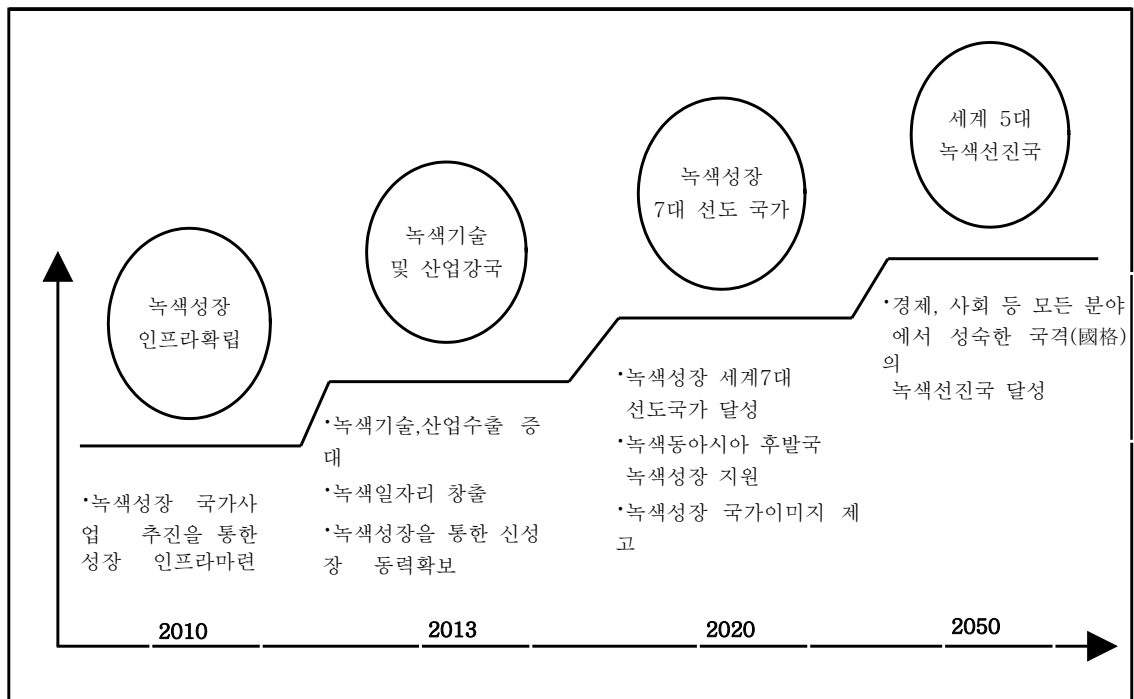 녹색성장
인프라확립
녹색기술
및 산업강국
녹색성장
7대 선도 국가
세계 5대
녹색선진국
·녹색성장 국가사
업 추진을 통한
성장 인프라마련
·녹색기술,산업수출 증
대
·녹색일자리 창출
·녹색성장을 통한 신성
장 동력확보
·녹색성장 세계7대
선도국가 달성
·녹색동아시아 후발국
녹색성장 지원
·녹색성장 국가이미지 제
고
·경제, 사회 등 모든 분야
에서 성숙한 국격(國格)
의
녹색선진국 달성
2010
2013
2020
2050